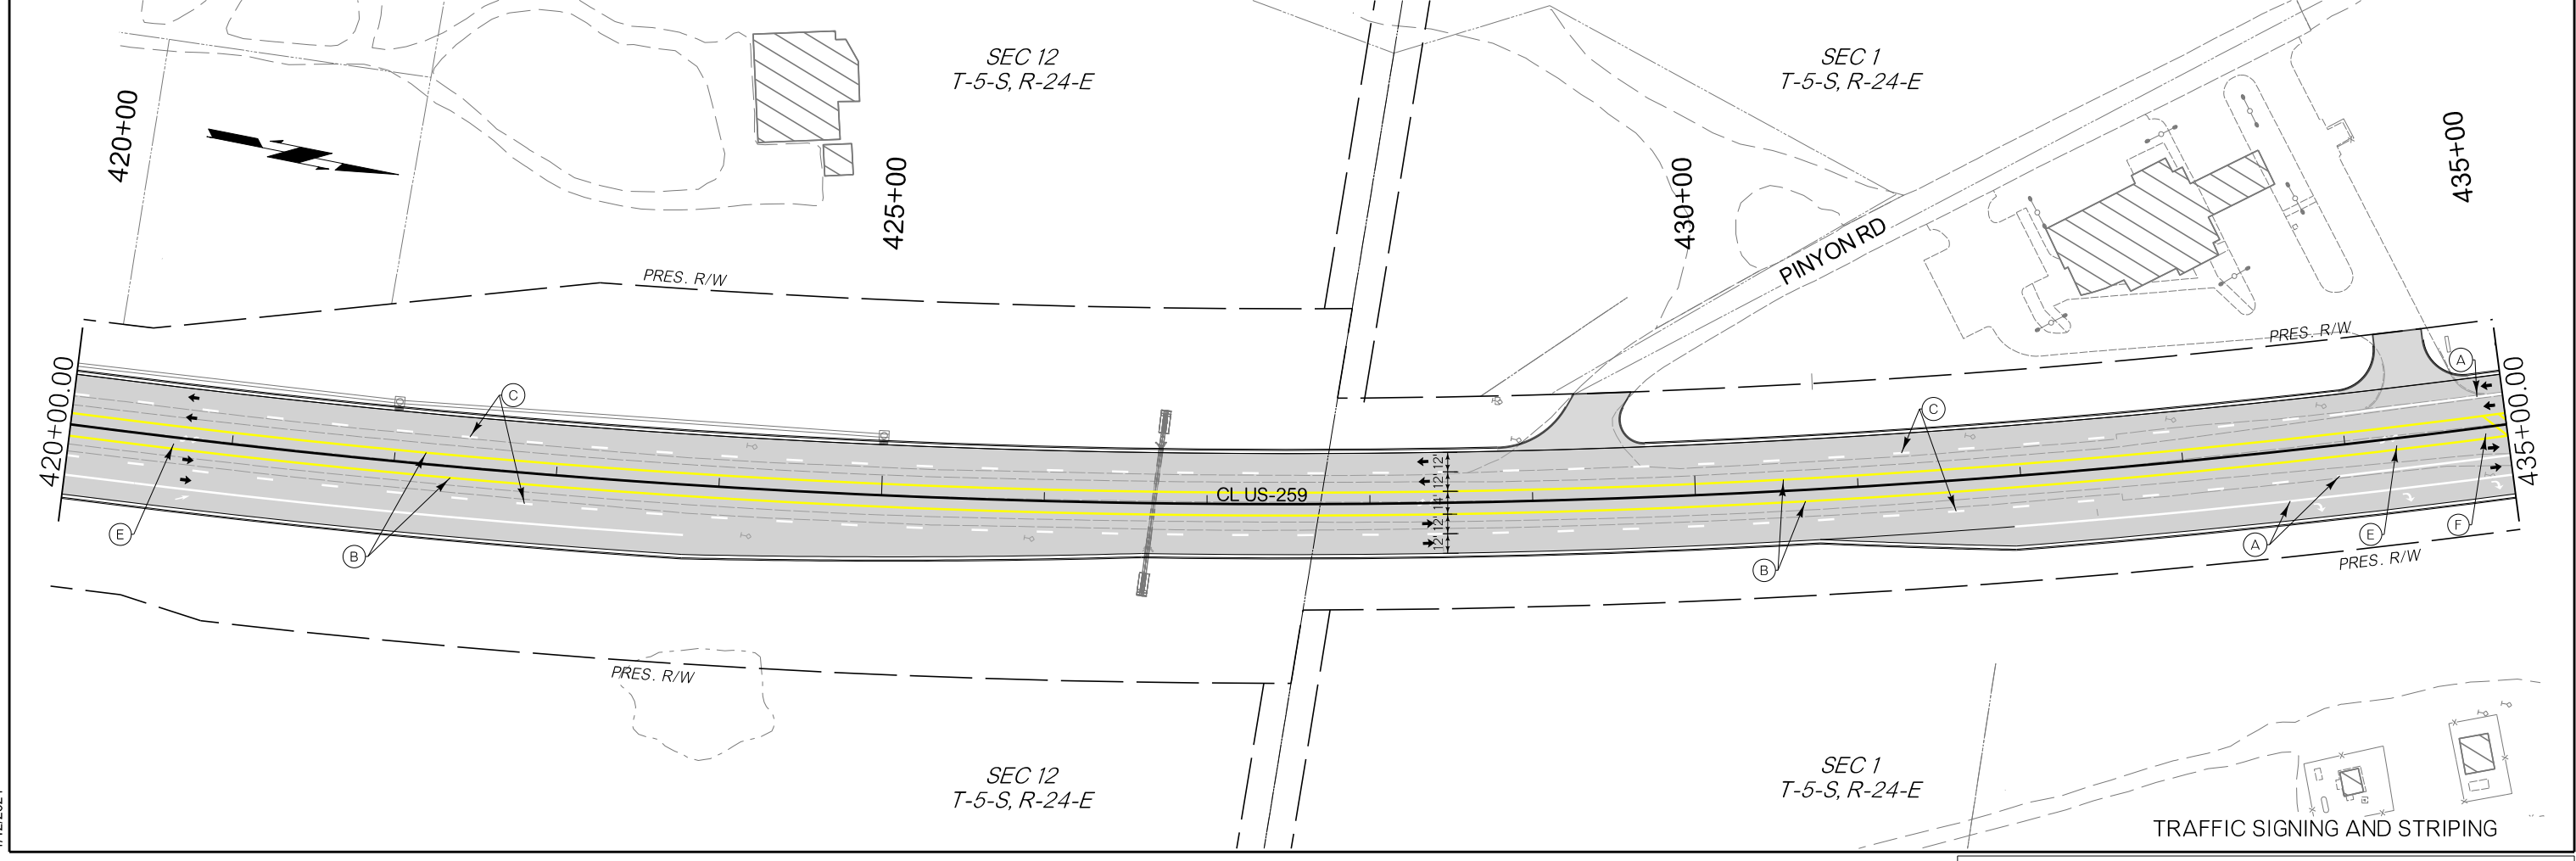 SEC 12
T-5-S, R-24-E
SEC 1
T-5-S, R-24-E
420+00
425+00
430+00
435+00
PINYON RD
PRES. R/W
PRES. R/W
420+00.00
435+00.00
C
C
A
CL US-259
12'
12'
14'
12'
12'
E
B
B
A
E
F
PRES. R/W
PRES. R/W
SEC 12
T-5-S, R-24-E
SEC 1
T-5-S, R-24-E
TRAFFIC SIGNING AND STRIPING